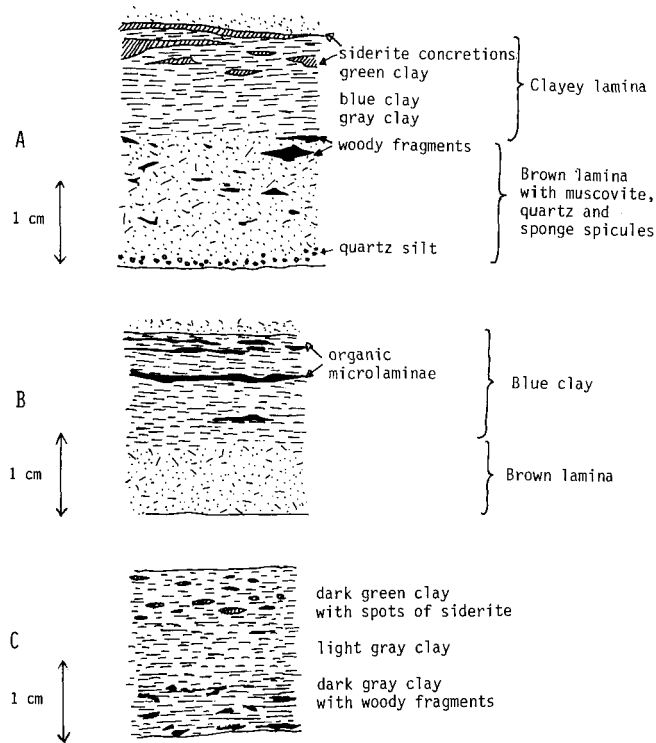 siderite concretions
green clay
blue clay
gray clay
Clayey lamina
A
woody fragments
1 cm
Brown lamina
with muscovite,
quartz and
sponge spicules
quartz silt
organic
microlaminae
Blue clay
B
1 cm
Brown lamina
dark green clay
with spots of siderite
C
light gray clay
1 cm
dark gray clay
with woody fragments